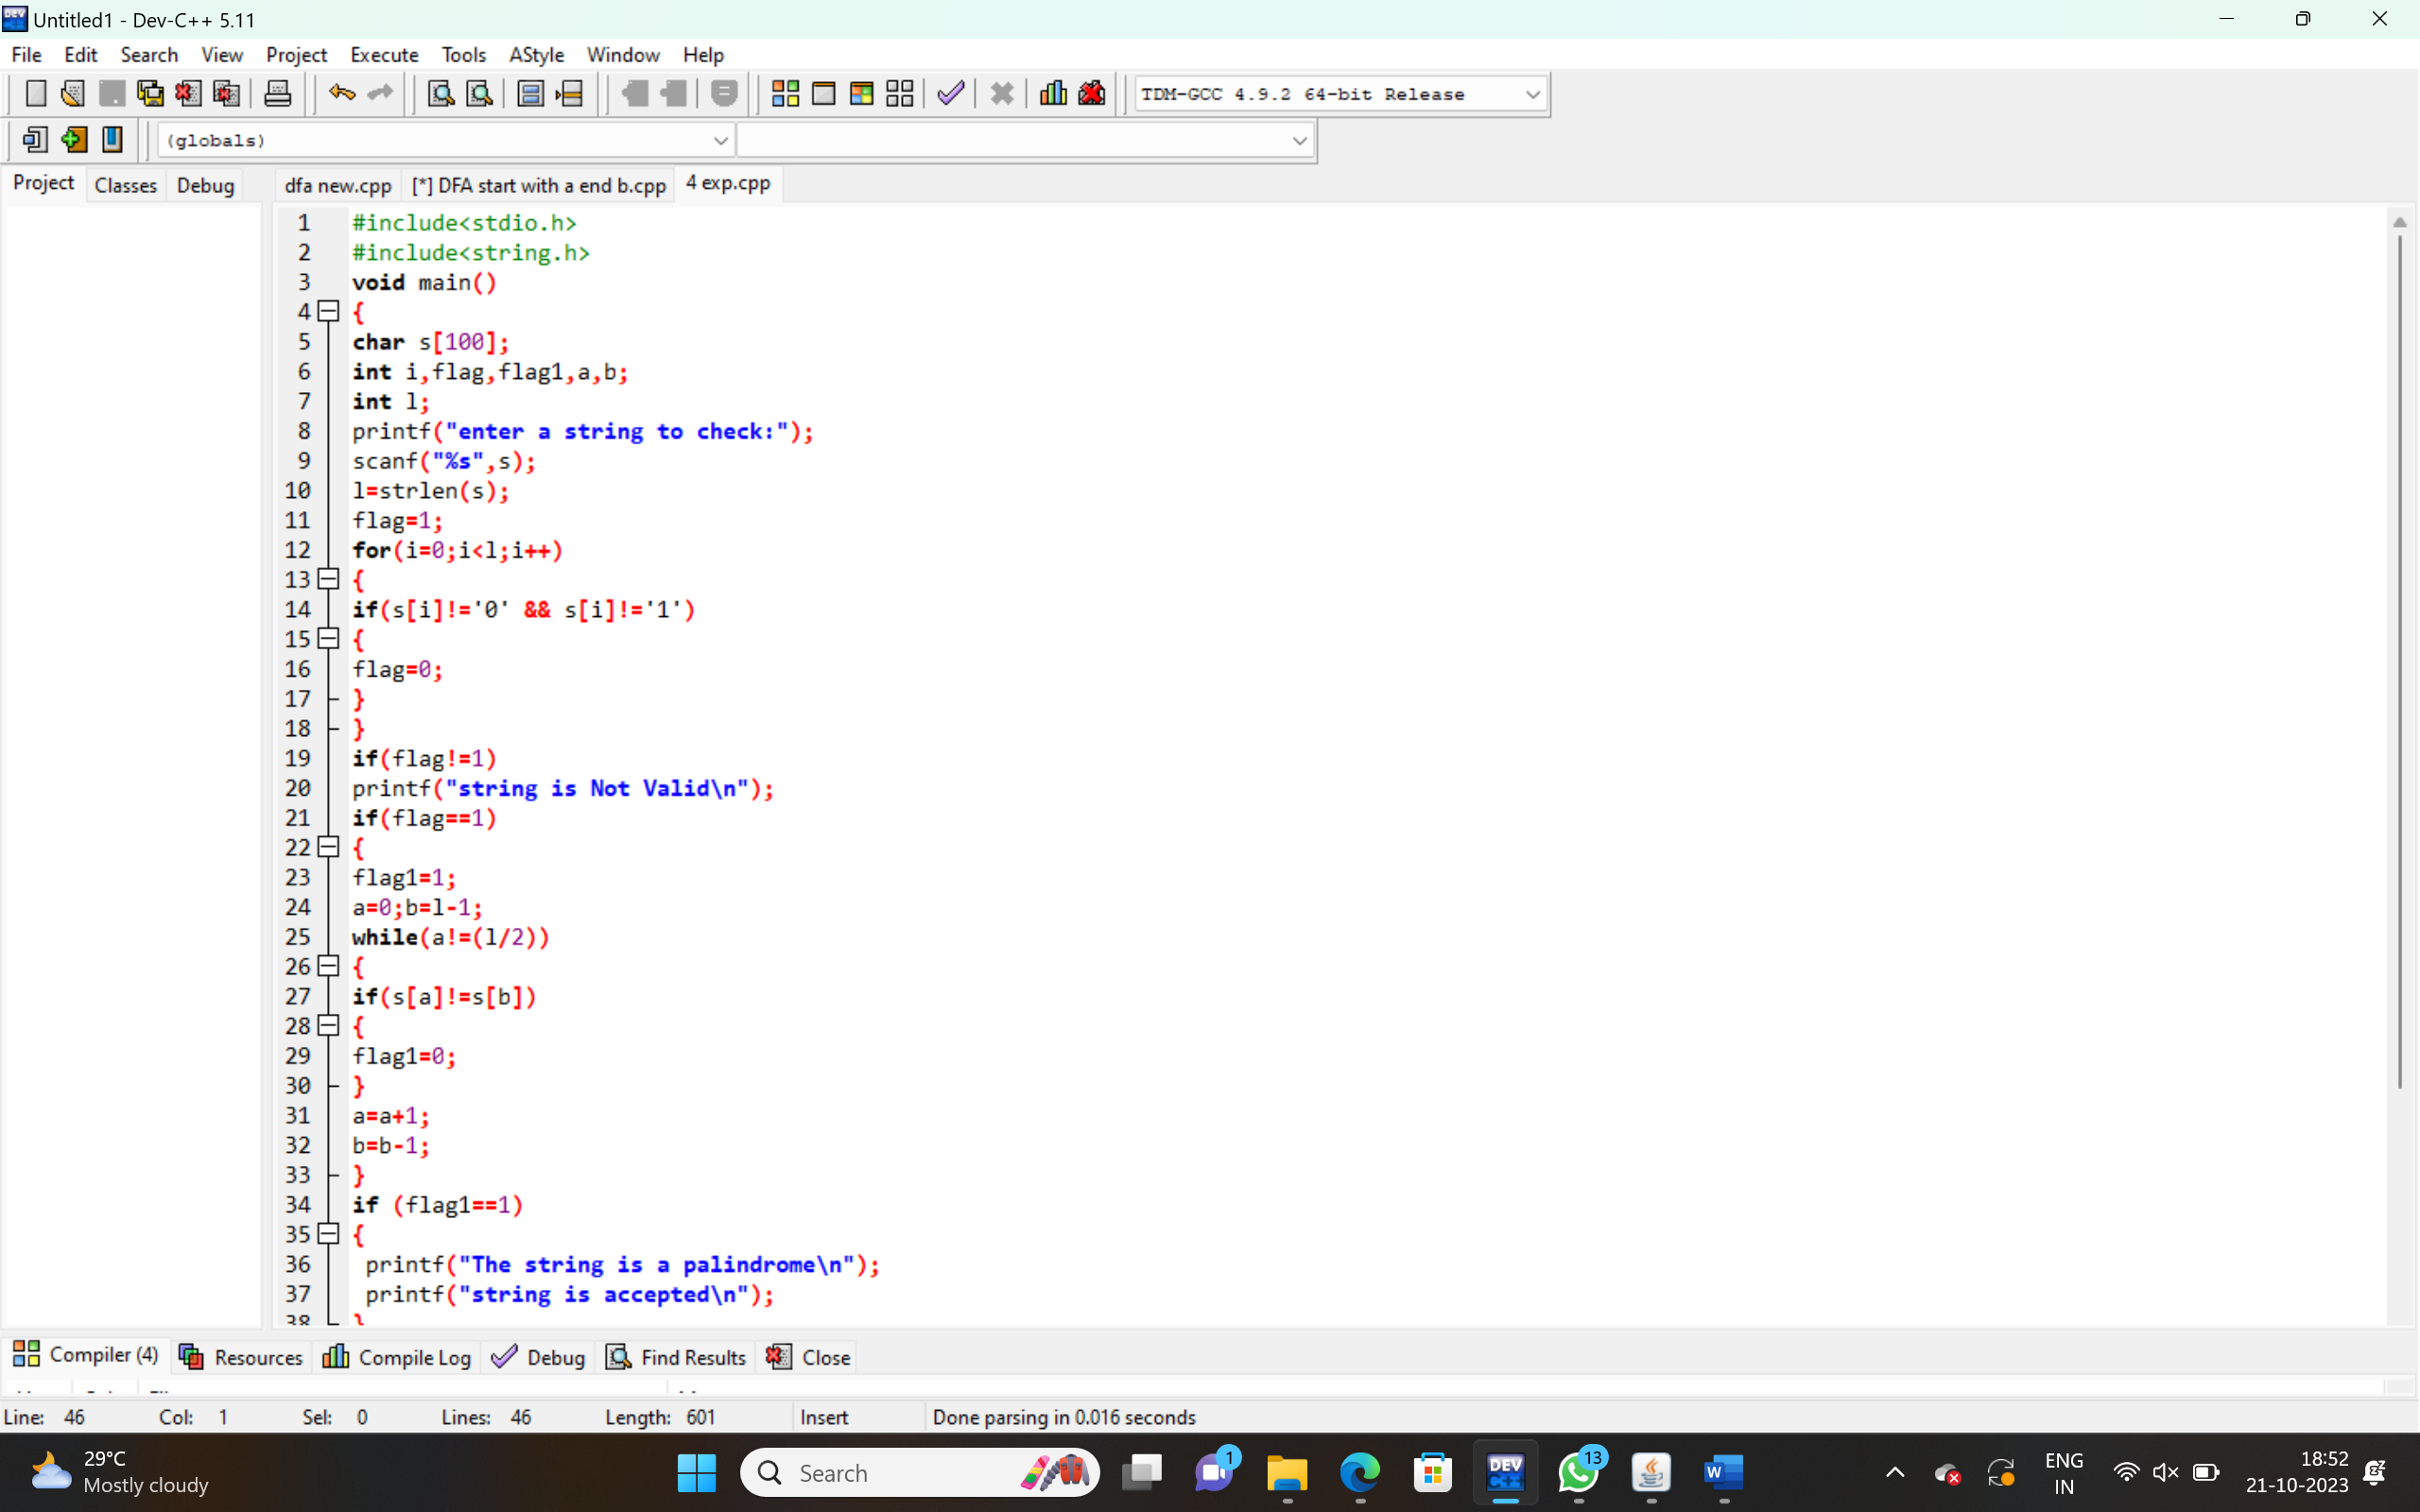 Untitled1 - Dev-C++ 5.11
File Edit Search View Project Execute Tools AStyle Window Help
TDM-GCC 4.9.2 64-bit Release
(globals)
Project Classes Debug dfa new.cpp [*] DFA start with a end b.cpp 4 exp.cpp
1 #include<stdio.h>
2 #include<string.h>
3 void main()
4 {
5 char s[100];
6 int i,flag,flag1,a,b;
7 int l;
8 printf("enter a string to check:");
9 scanf("%s",s);
10 l=strlen(s);
11 flag=1;
12 for(i=0;i<l;i++)
13 {
14 if(s[i]!='0' && s[i]!='1')
15 {
16 flag=0;
17 }
18 }
19 if(flag!=1)
20 printf("string is Not Valid\n");
21 if(flag==1)
22 {
23 flag1=1;
24 a=0;b=l-1;
25 while(a!=(l/2))
26 {
27 if(s[a]!=s[b])
28 {
29 flag1=0;
30 }
31 a=a+1;
32 b=b-1;
33 }
34 if (flag1==1)
35 {
36 printf("The string is a palindrome\n");
37 printf("string is accepted\n");
38 }
Compiler (4) Resources Compile Log Debug Find Results Close
Line: 46 Col: 1 Sel: 0 Lines: 46 Length: 601 Insert Done parsing in 0.016 seconds
29°C
Mostly cloudy
Search
DEV
C++
1
13
W
ENG
IN
18:52
21-10-2023